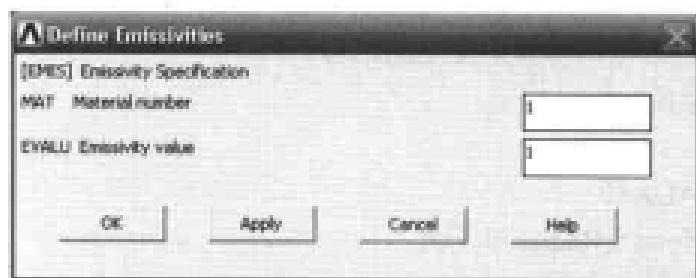 Define Emissivities
[EMIS] Emissivity Specification
MAT Material number 1
EVALU Emissivity value 1
OK Apply Cancel Help